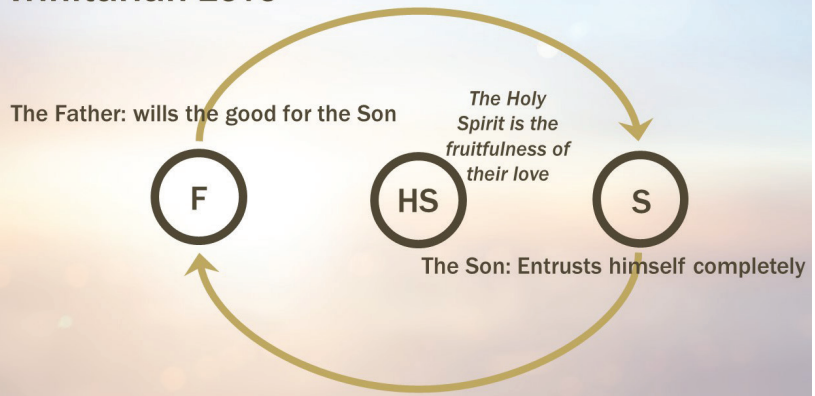 The Father: wills the good for the Son
The Holy
Spirit is the
fruitfulness of
their love
F
HS
S
The Son: Entrusts himself completely